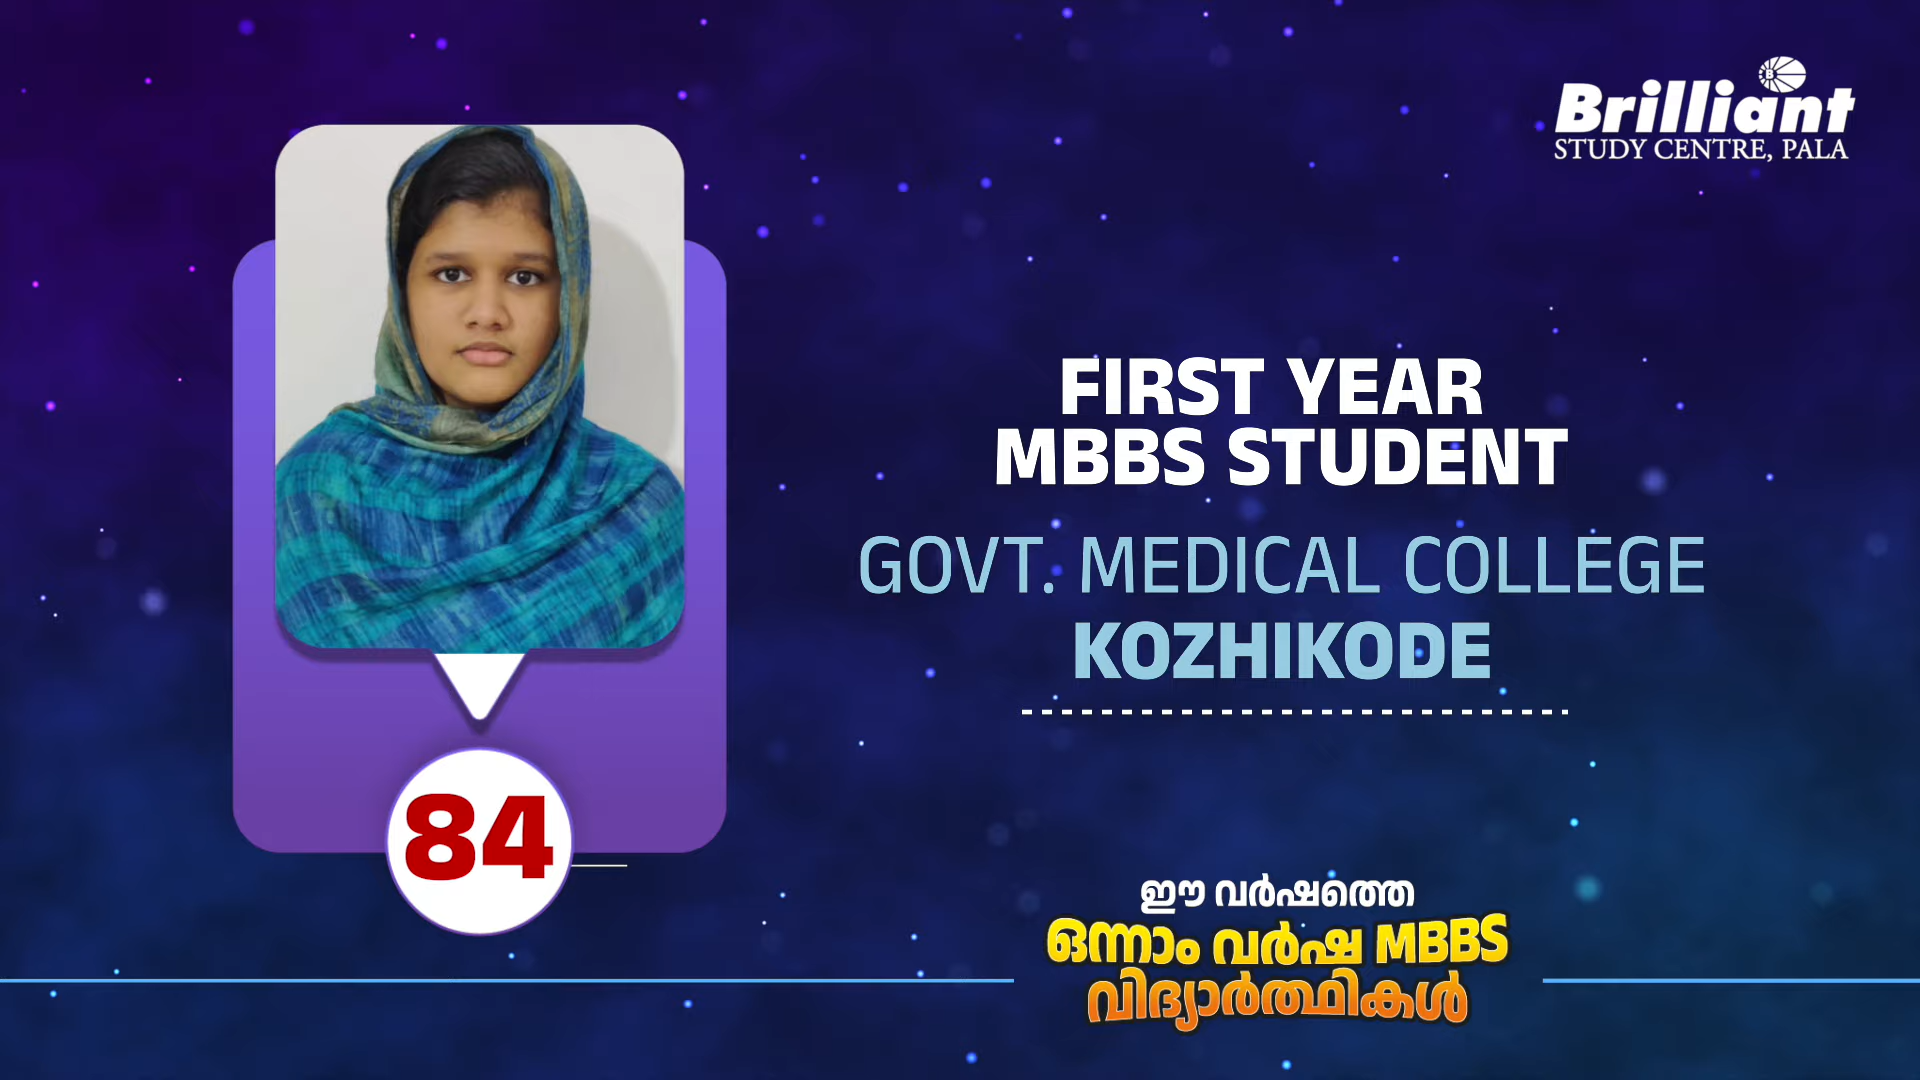 Brilliant
STUDY CENTRE, PALA
FIRST YEAR
MBBS STUDENT
GOVT. MEDICAL COLLEGE
KOZHIKODE
84
ഈ വർഷത്തെ
ഒന്നാം വർഷ MBBS
വിദ്യാർത്ഥികൾ